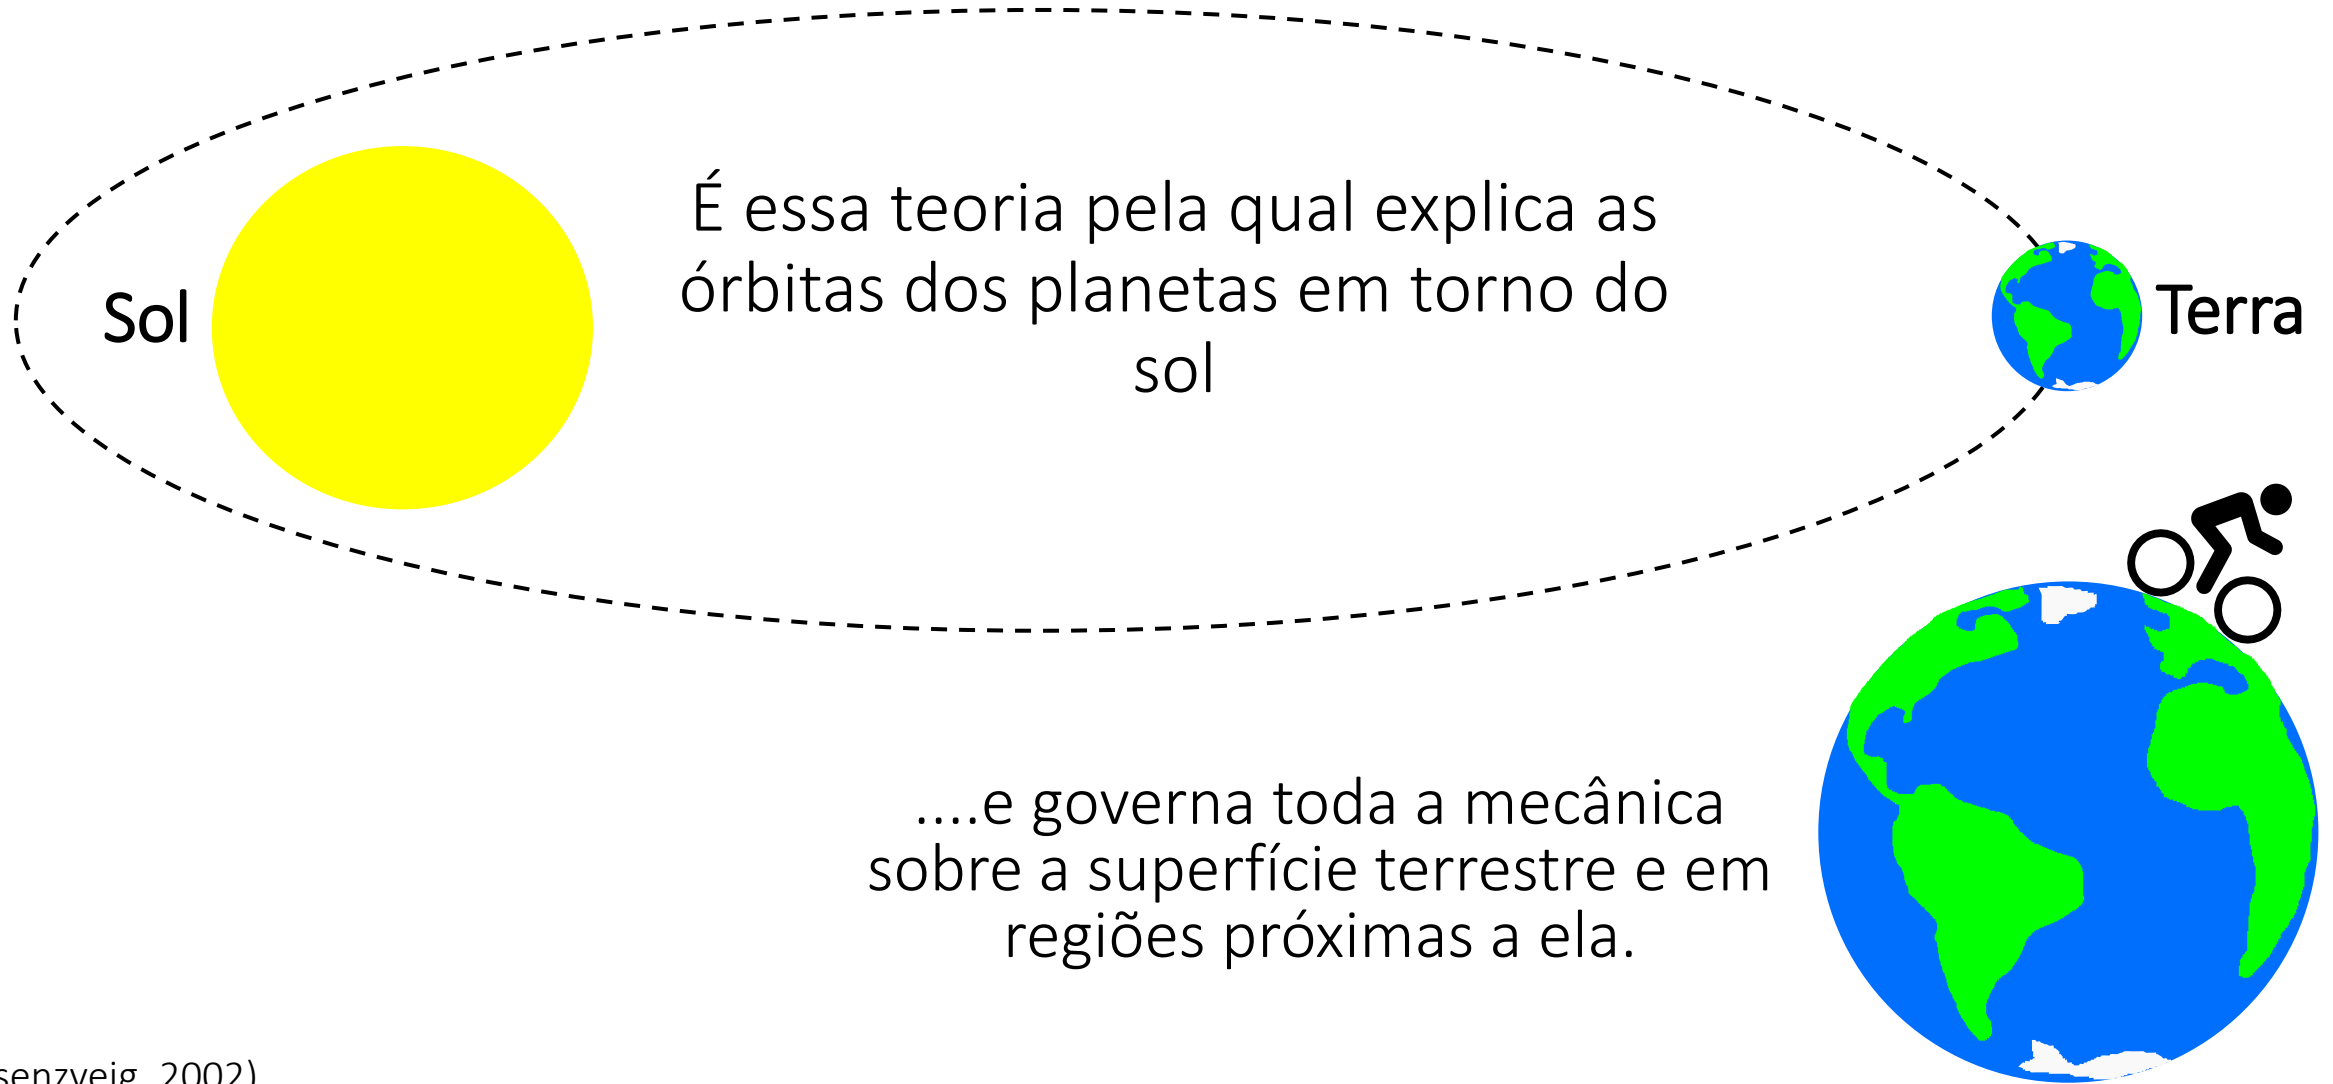 É essa teoria pela qual explica as
órbitas dos planetas em torno do
sol
Sol
Terra
....e governa toda a mecânica
sobre a superfície terrestre e em
regiões próximas a ela.
2002)